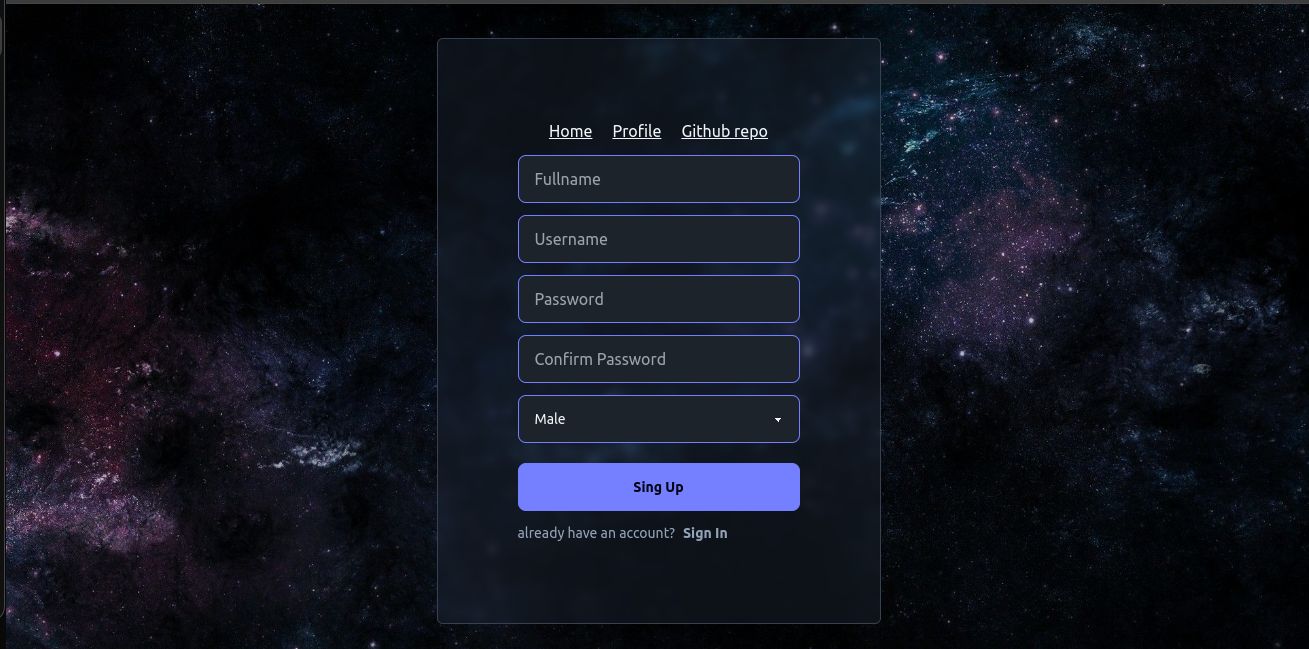 Home Profile Github repo
Fullname
Username
Password
Confirm Password
Male
Sing Up
already have an account? Sign In